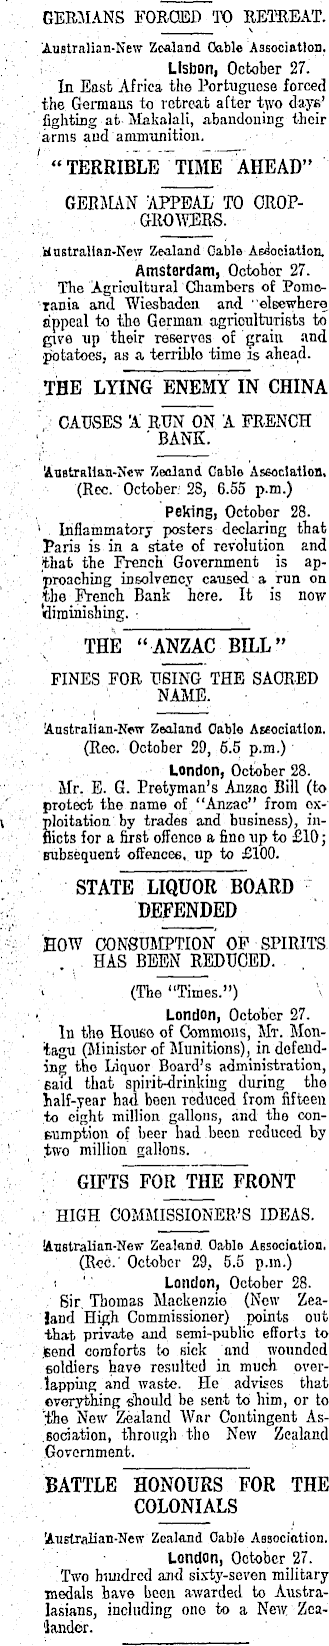 GERMANS FORCED TO RETREAT.
Australian-New Zealand Cable Association.
Lisbon, October 27.
In East Africa the Portuguese forced
the Germans to retreat after two days'
fighting at Makalali, abandoning their
arms and ammunition.
"TERRIBLE TIME AHEAD"
GERMAN APPEAL TO CROP-
GROWERS.
Australian-New Zealand Cable Association.
Amsterdam, October 27.
The Agricultural Chambers of Pome-
rania and Wiesbaden and elsewhere
appeal to the German agriculturists to
give up their reserves of grain and
potatoes, as a terrible time is ahead.
THE LYING ENEMY IN CHINA
CAUSES A RUN ON A FRENCH
BANK.
Australian-New Zealand Cable Association.
(Rec. October 28, 6.55 p.m.)
Peking, October 28.
Inflammatory posters declaring that
Paris is in a state of revolution and
that the French Government is ap-
proaching insolvency caused a run on
the French Bank here. It is now
diminishing.
THE "ANZAC BILL"
FINES FOR USING THE SACRED
NAME.
Australian-New Zealand Cable Association.
(Rec. October 29, 5.5 p.m.)
London, October 28.
Mr. E. G. Pretyman's Anzac Bill (to
protect the name of "Anzac" from ex-
ploitation by trades and business), in-
flicts for a first offence a fine up to £10;
subsequent offences, up to £100.
STATE LIQUOR BOARD
DEFENDED
HOW CONSUMPTION OF SPIRITS
HAS BEEN REDUCED.
(The "Times.")
London, October 27.
In the House of Commons, Mr. Mon-
tagu (Minister of Munitions), in defend-
ing the Liquor Board's administration,
said that spirit-drinking during the
half-year had been reduced from fifteen
to eight million gallons, and the con-
sumption of beer had been reduced by
two million gallons.
GIFTS FOR THE FRONT
HIGH COMMISSIONER'S IDEAS.
Australian-New Zealand Cable Association.
(Rec. October 29, 5.5 p.m.)
London, October 28.
Sir Thomas Mackenzie (New Zea-
land High Commissioner) points out
that private and semi-public efforts to
send comforts to sick and wounded
soldiers have resulted in much over-
lapping and waste. He advises that
everything should be sent to him, or to
the New Zealand War Contingent As-
sociation, through the New Zealand
Government.
BATTLE HONOURS FOR THE
COLONIALS
Australian-New Zealand Cable Association.
London, October 27.
Two hundred and sixty-seven military
medals have been awarded to Austra-
lasians, including one to a New Zea-
lander.